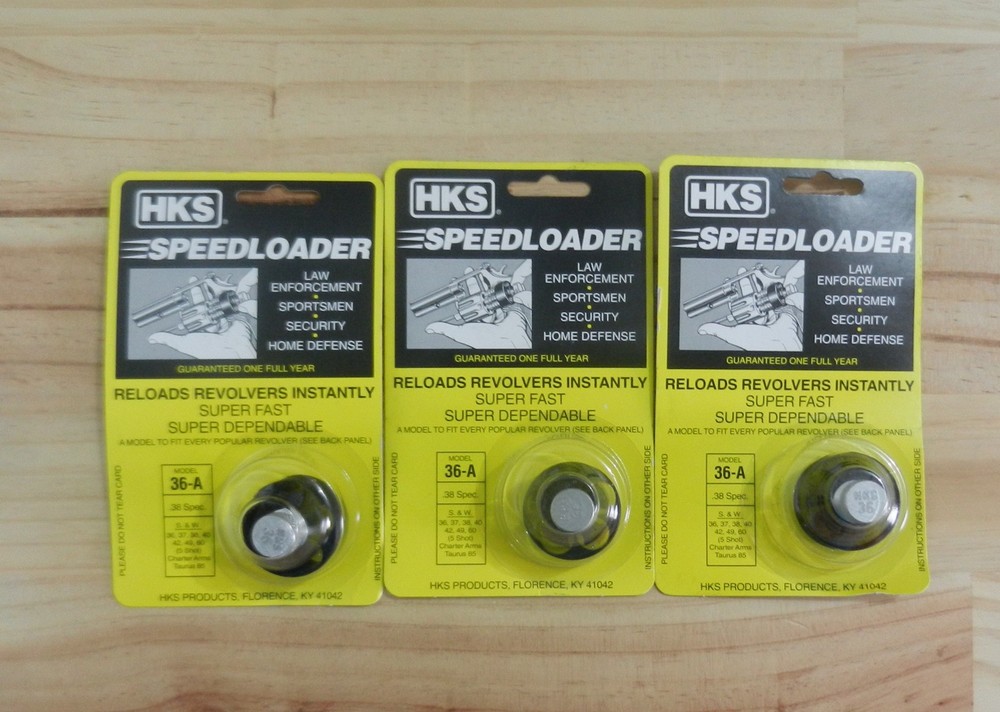 HKS®
SPEEDLOADER
LAW
ENFORCEMENT
•
SPORTSMEN
•
SECURITY
•
HOME DEFENSE
GUARANTEED ONE FULL YEAR
RELOADS REVOLVERS INSTANTLY
SUPER FAST
SUPER DEPENDABLE
A MODEL TO FIT EVERY POPULAR REVOLVER (SEE BACK PANEL)
PLEASE DO NOT TEAR CARD
MODEL
36-A
.38 Spec.
S. & W.
36, 37, 38, 40,
42, 49, 60
(5 Shot)
Charter Arms
Taurus 85
INSTRUCTIONS ON OTHER SIDE
HKS PRODUCTS, FLORENCE, KY 41042
HKS®
SPEEDLOADER
LAW
ENFORCEMENT
•
SPORTSMEN
•
SECURITY
•
HOME DEFENSE
GUARANTEED ONE FULL YEAR
RELOADS REVOLVERS INSTANTLY
SUPER FAST
SUPER DEPENDABLE
A MODEL TO FIT EVERY POPULAR REVOLVER (SEE BACK PANEL)
PLEASE DO NOT TEAR CARD
MODEL
36-A
.38 Spec.
S. & W.
36, 37, 38, 40,
42, 49, 60
(5 Shot)
Charter Arms
Taurus 85
INSTRUCTIONS ON OTHER SIDE
HKS PRODUCTS, FLORENCE, KY 41042
HKS®
SPEEDLOADER
LAW
ENFORCEMENT
•
SPORTSMEN
•
SECURITY
•
HOME DEFENSE
GUARANTEED ONE FULL YEAR
RELOADS REVOLVERS INSTANTLY
SUPER FAST
SUPER DEPENDABLE
A MODEL TO FIT EVERY POPULAR REVOLVER (SEE BACK PANEL)
PLEASE DO NOT TEAR CARD
MODEL
36-A
.38 Spec.
S. & W.
36, 37, 38, 40,
42, 49, 60
(5 Shot)
Charter Arms
Taurus 85
HKS
36
INSTRUCTIONS ON OTHER SIDE
HKS PRODUCTS, FLORENCE, KY 41042